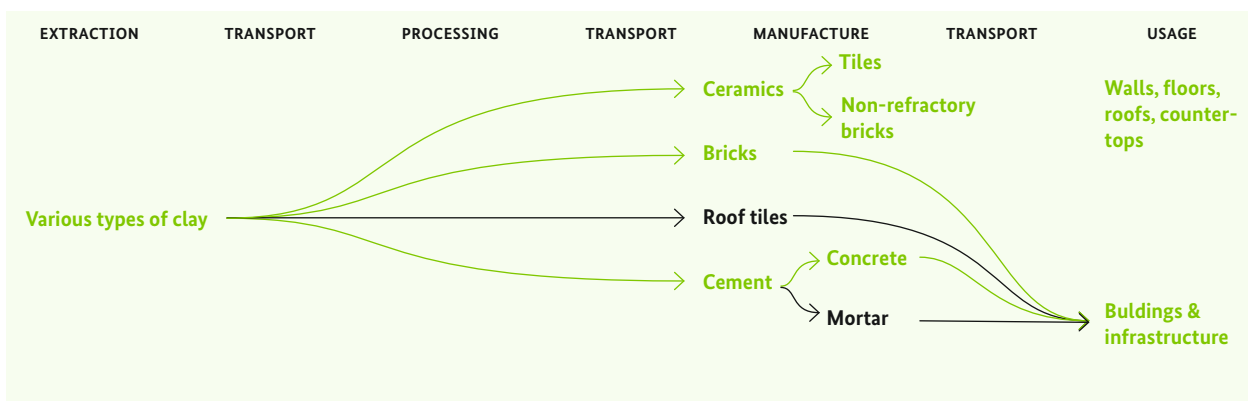 EXTRACTION TRANSPORT PROCESSING TRANSPORT MANUFACTURE TRANSPORT USAGE
Tiles
Ceramics
Non-refractory
bricks
Walls, floors,
roofs, counter-
tops
Bricks
Various types of clay
Roof tiles
Concrete
Cement
Mortar
Buldings &
infrastructure